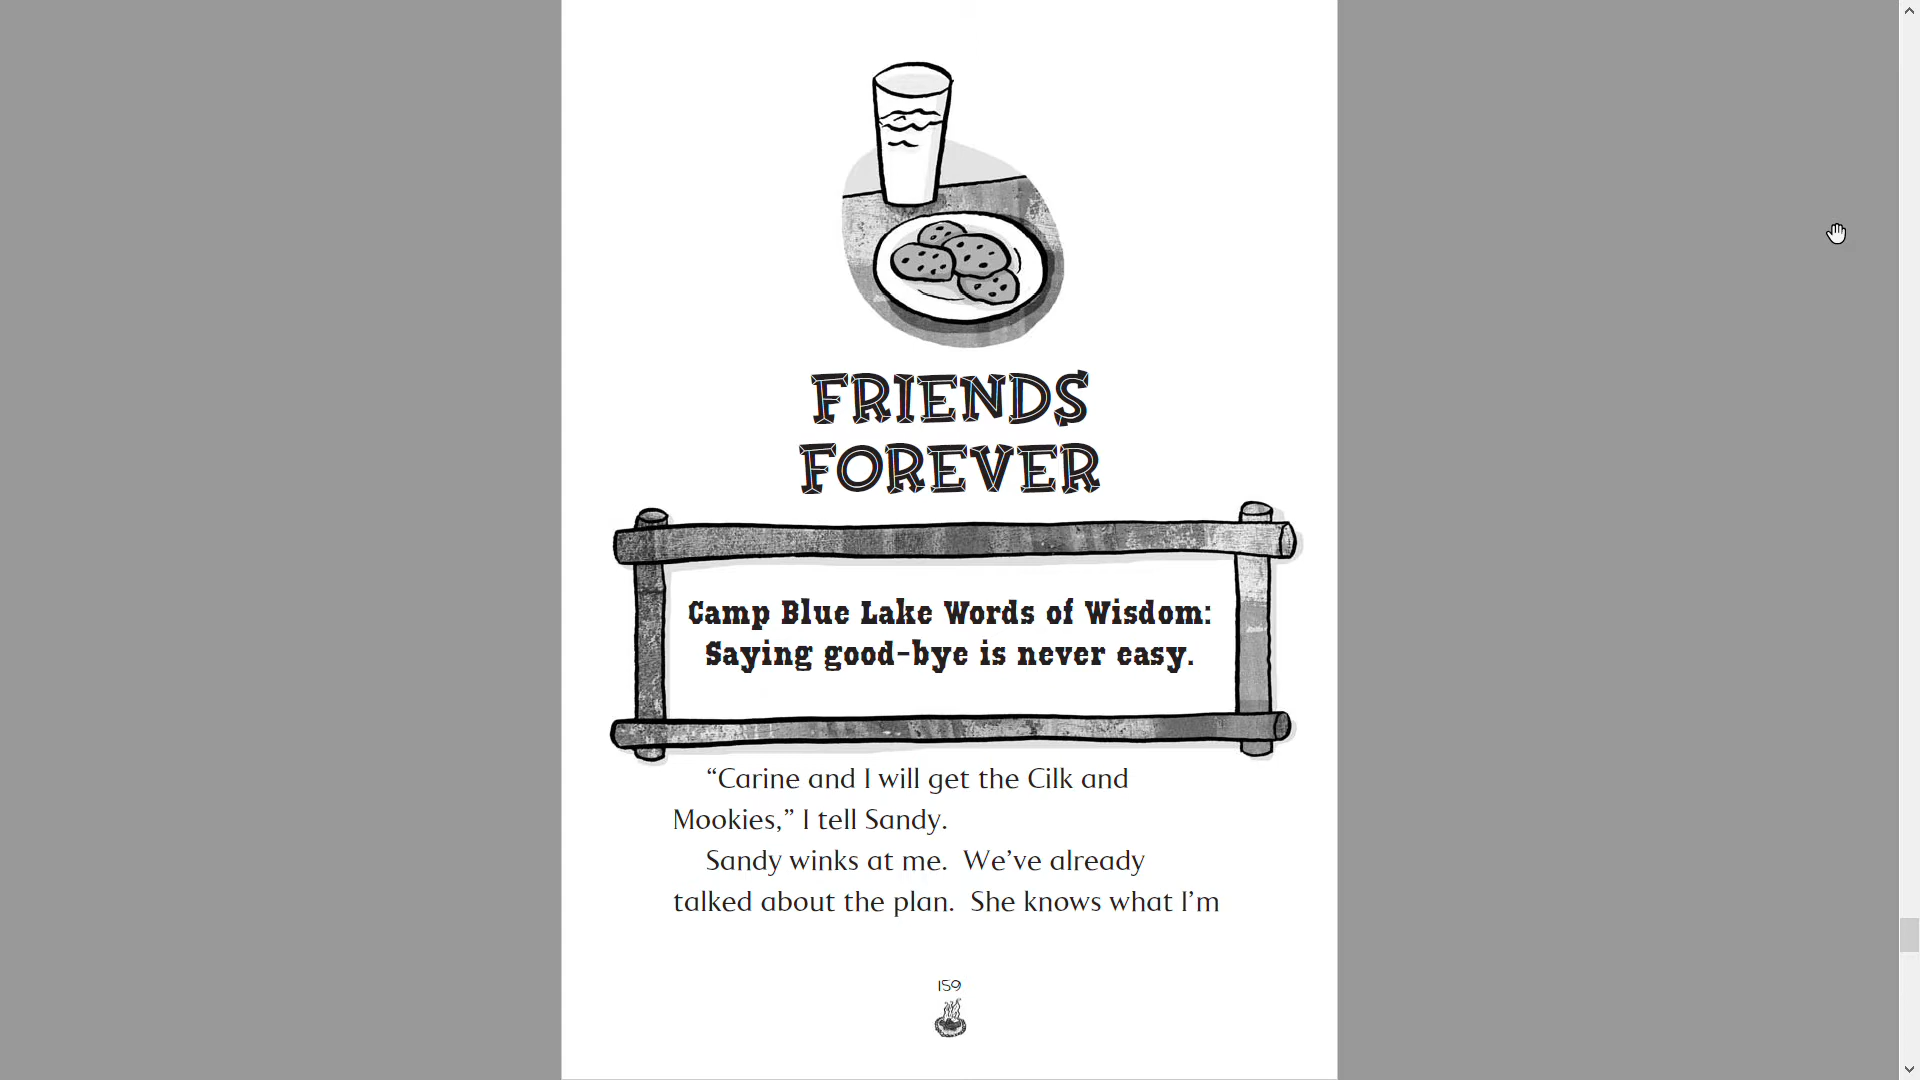 FRIENDS
FOREVER
Camp Blue Lake Words of Wisdom:
Saying good-bye is never easy.
“Carine and I will get the Cilk and
Mookies,” I tell Sandy.
Sandy winks at me.  We’ve already
talked about the plan.  She knows what I’m
159